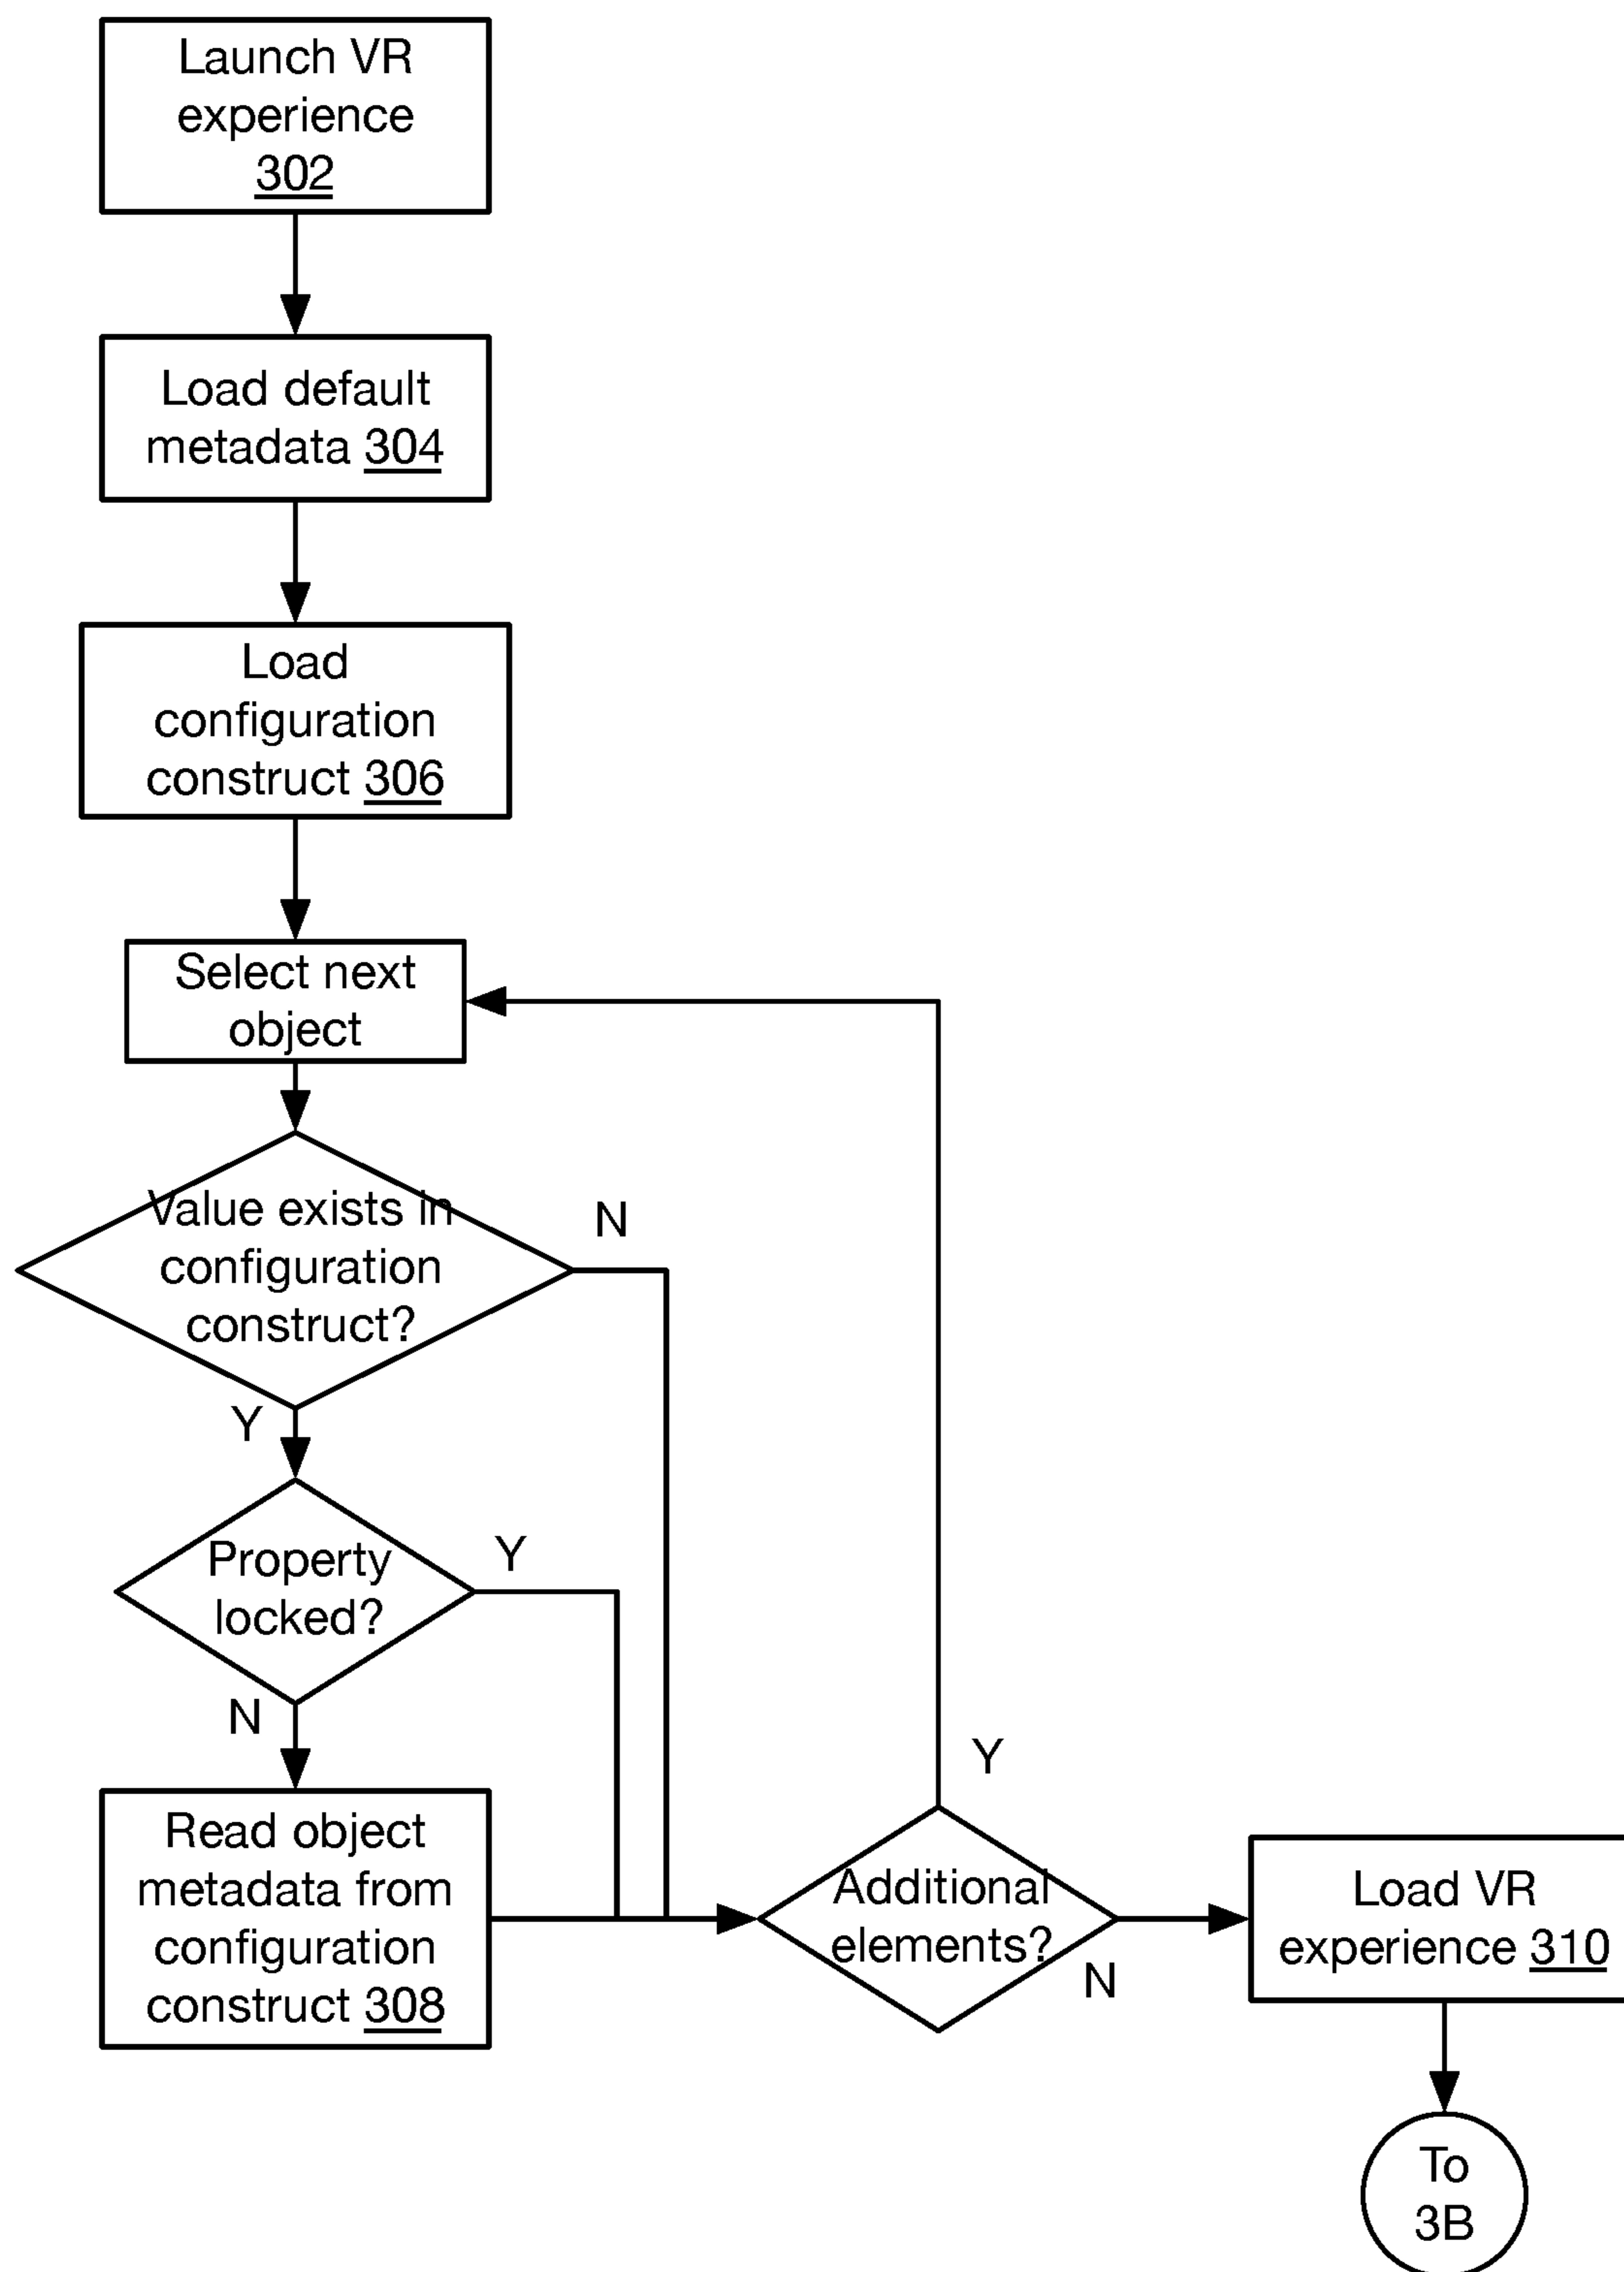 Launch VR
experience
302
Load default
metadata 304
Load
configuration
construct 306
Select next
object
Value exists in
configuration
construct?
N
Y
Property
locked?
Y
N
Read object
metadata from
configuration
construct 308
Additional
elements?
Y
N
Load VR
experience 310
To
3B